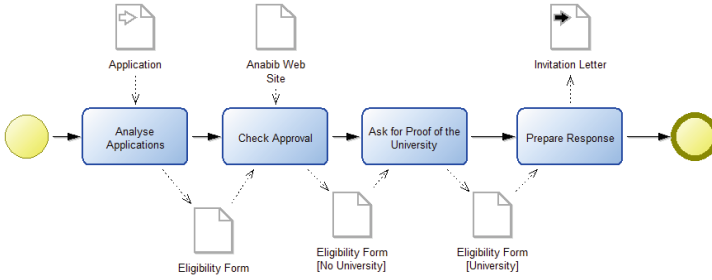 Application
Anabib Web
Site
Invitation Letter
Analyse
Applications
Check Approval
Ask for Proof of the
University
Prepare Response
Eligibility Form
Eligibility Form
[No University]
Eligibility Form
[University]